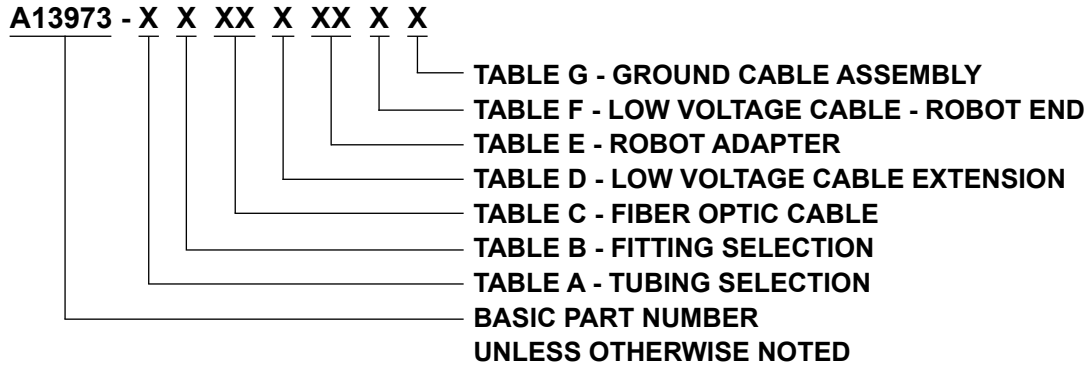 A13973 - X X XX X XX X X
TABLE G - GROUND CABLE ASSEMBLY
TABLE F - LOW VOLTAGE CABLE - ROBOT END
TABLE E - ROBOT ADAPTER
TABLE D - LOW VOLTAGE CABLE EXTENSION
TABLE C - FIBER OPTIC CABLE
TABLE B - FITTING SELECTION
TABLE A - TUBING SELECTION
BASIC PART NUMBER
UNLESS OTHERWISE NOTED